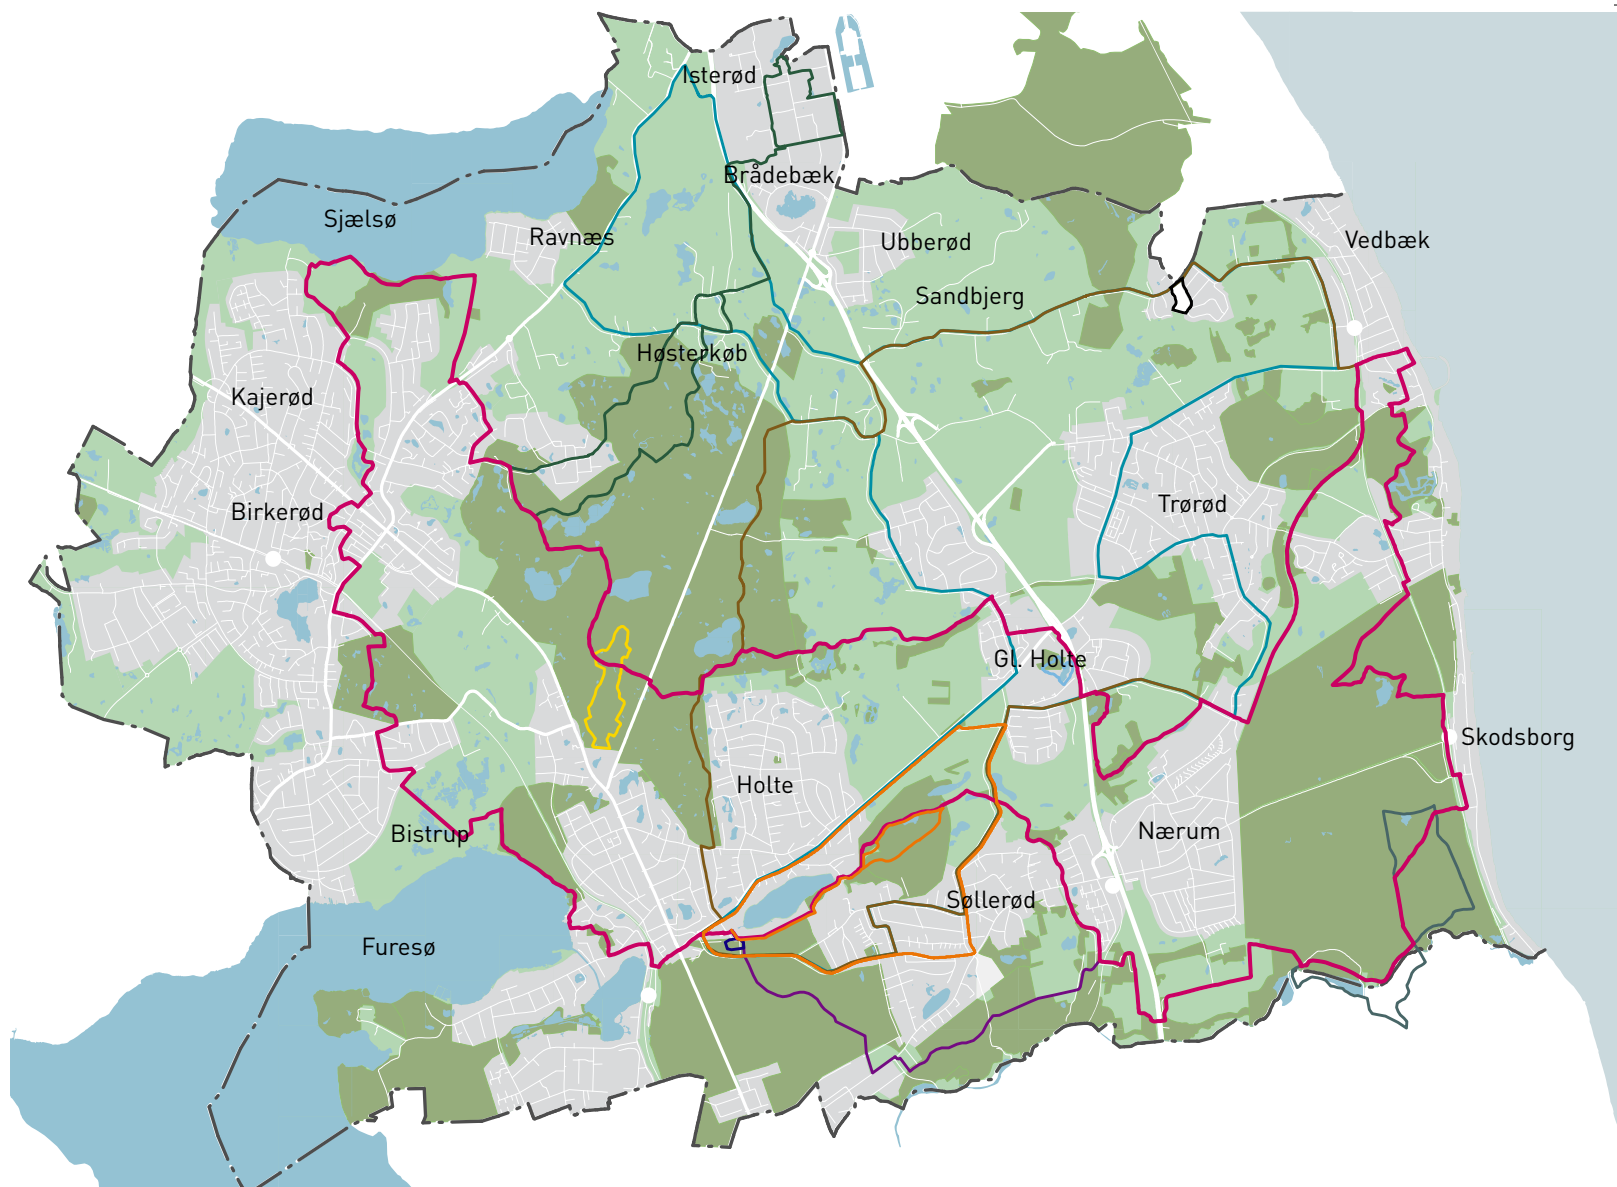 Isterød
Brådebæk
Sjælsø
Ravnæs
Ubberød
Vedbæk
Sandbjerg
Høsterkøb
Kajerød
Birkerød
Trørød
Gl. Holte
Skodsborg
Holte
Bistrup
Nærum
Søllerød
Furesø